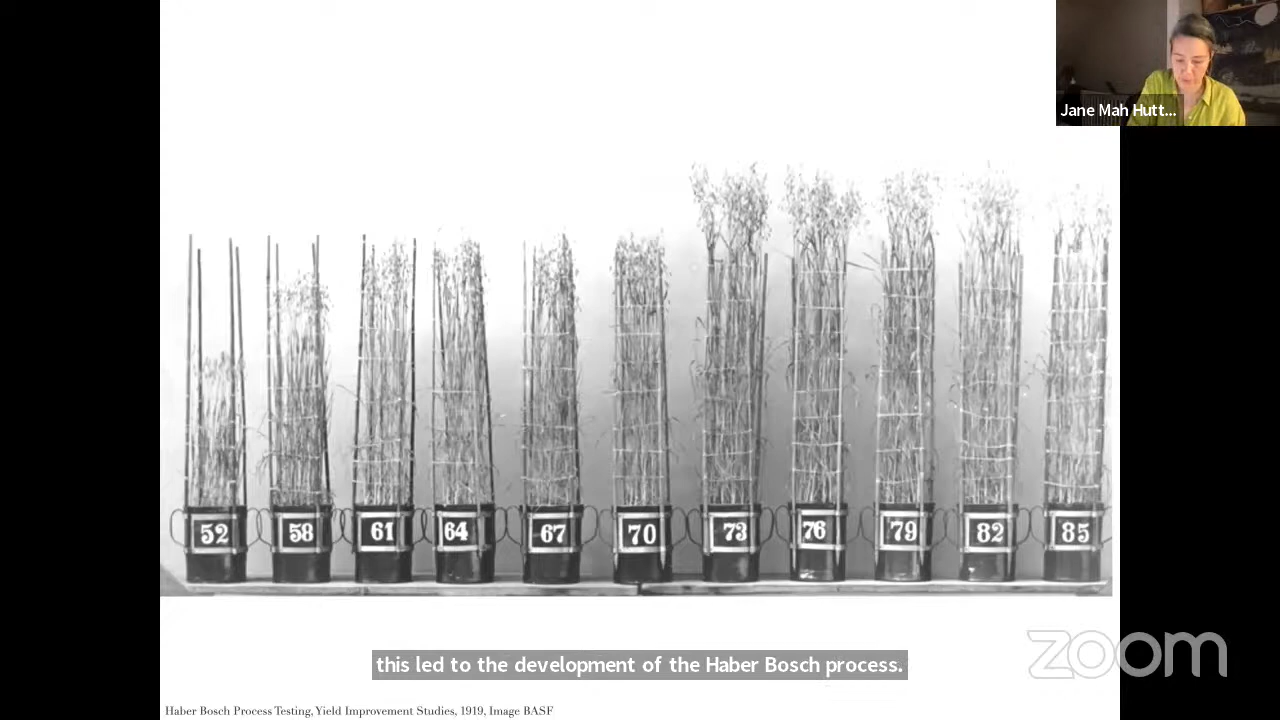 Jane Mah Hutt...
52 58 61 64 67 70 73 76 79 82 85
this led to the development of the Haber Bosch process.
zoom
Haber Bosch Process Testing, Yield Improvement Studies, 1919, Image BASF